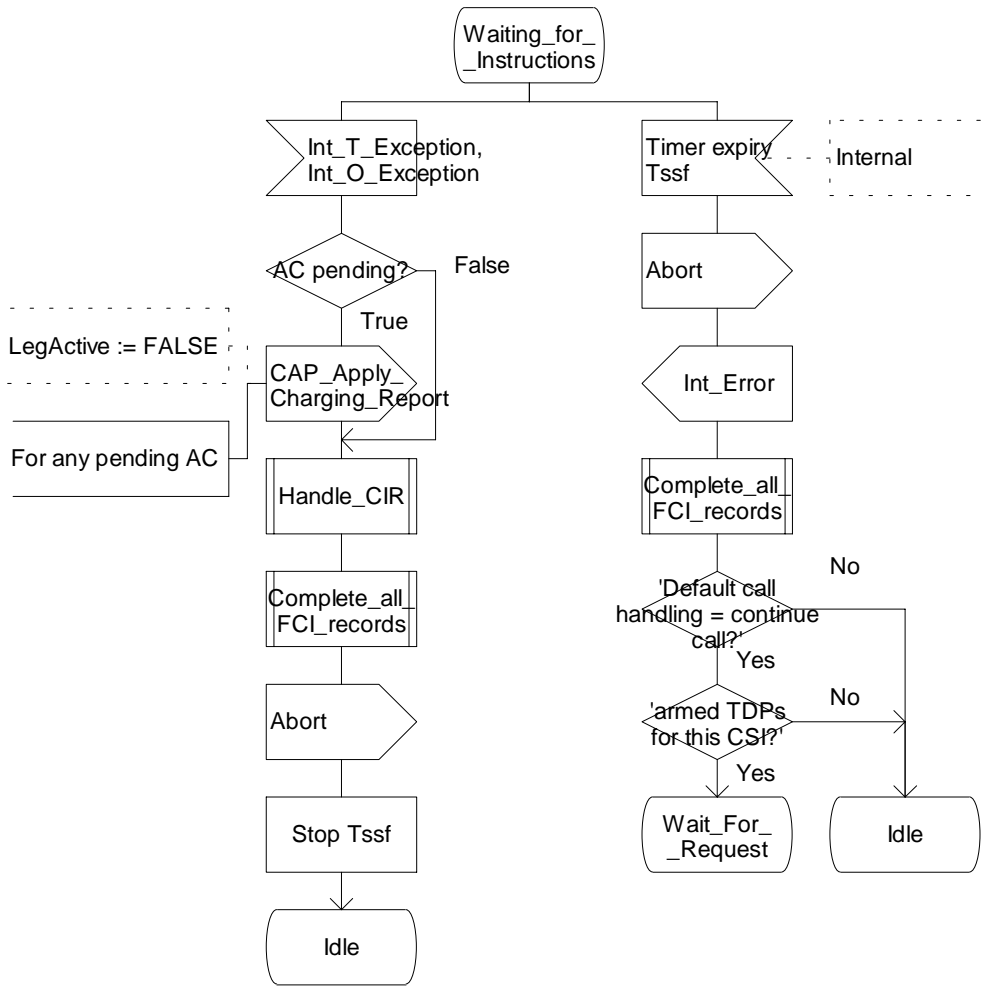 Waiting_for_
_Instructions
Int_T_Exception,
Int_O_Exception
Timer expiry
Tssf
Internal
AC pending?
False
Abort
True
LegActive := FALSE
CAP_Apply_
Charging_Report
Int_Error
For any pending AC
Handle_CIR
Complete_all_
FCI_records
No
Complete_all_
FCI_records
'Default call
handling = continue
call?'
Yes
Abort
'armed TDPs
for this CSI?'
No
Yes
Stop Tssf
Wait_For_
_Request
Idle
Idle